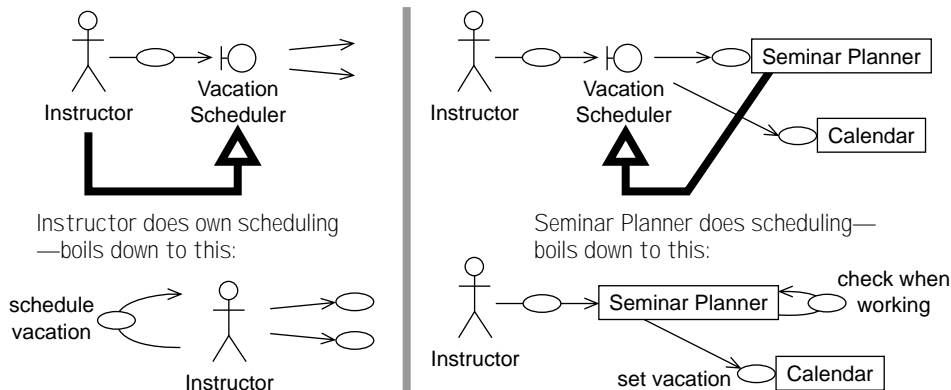 Instructor
Vacation
Scheduler
Instructor does own scheduling
—boils down to this:
schedule
vacation
Instructor
Seminar Planner
Instructor
Vacation
Scheduler
Calendar
Seminar Planner does scheduling—
boils down to this:
check when
working
Seminar Planner
Instructor
set vacation
Calendar